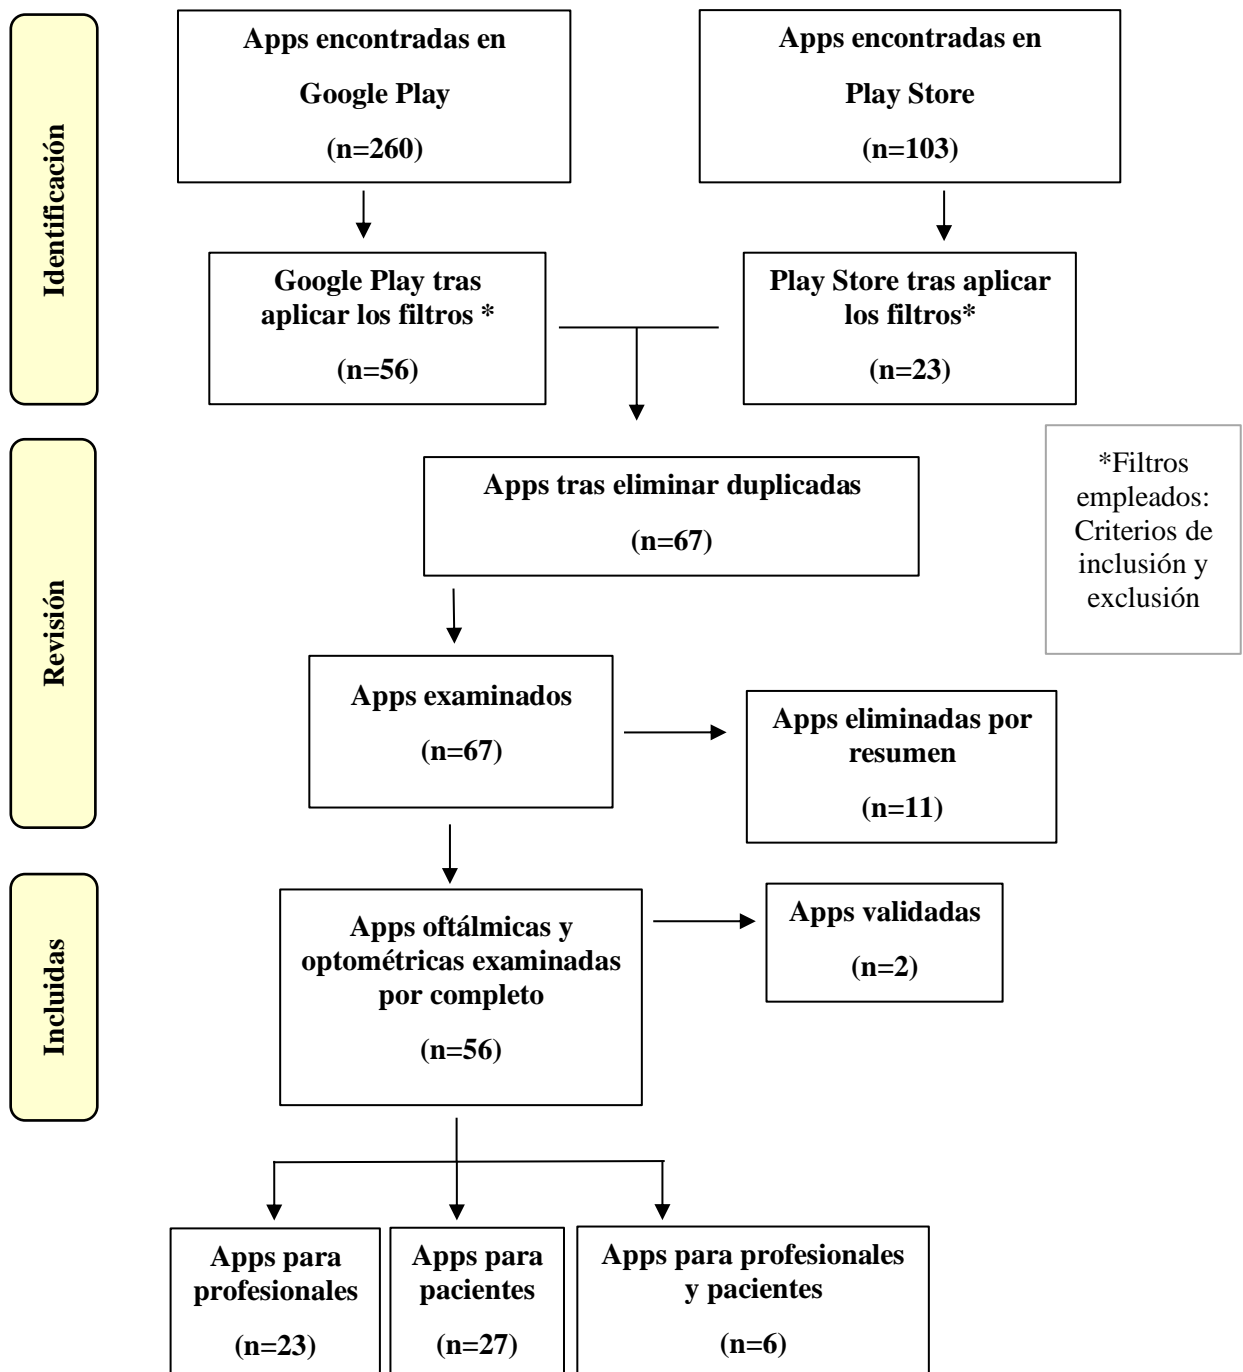 Identificación
Apps encontradas en
Google Play
(n=260)
Apps encontradas en
Play Store
(n=103)
Google Play tras
aplicar los filtros *
(n=56)
Play Store tras aplicar
los filtros*
(n=23)
Revisión
Apps tras eliminar duplicadas
(n=67)
*Filtros
empleados:
Criterios de
inclusión y
exclusión
Apps examinados
(n=67)
Apps eliminadas por
resumen
(n=11)
Incluidas
Apps oftálmicas y
optométricas examinadas
por completo
(n=56)
Apps validadas
(n=2)
Apps para
profesionales
(n=23)
Apps para
pacientes
(n=27)
Apps para profesionales
y pacientes
(n=6)